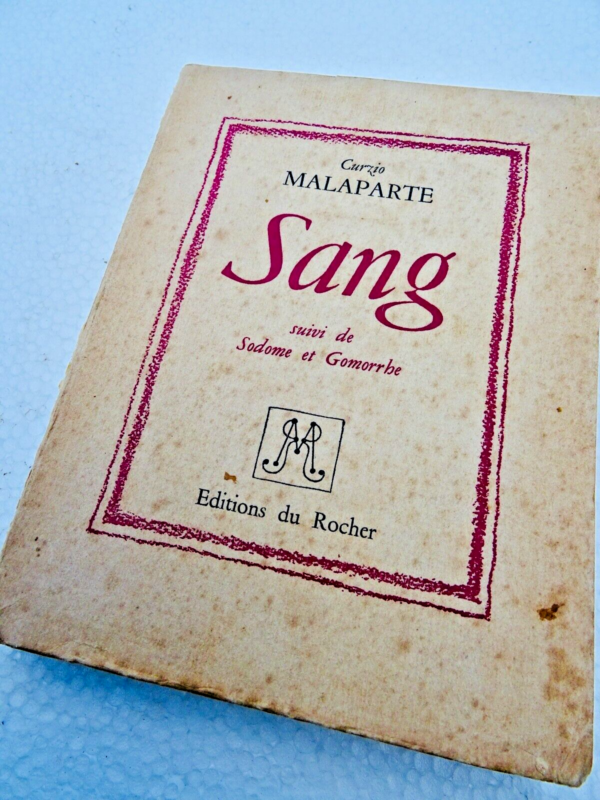 Curzio
MALAPARTE
Sang
suivi de
Sodome et Gomorrhe
Editions du Rocher